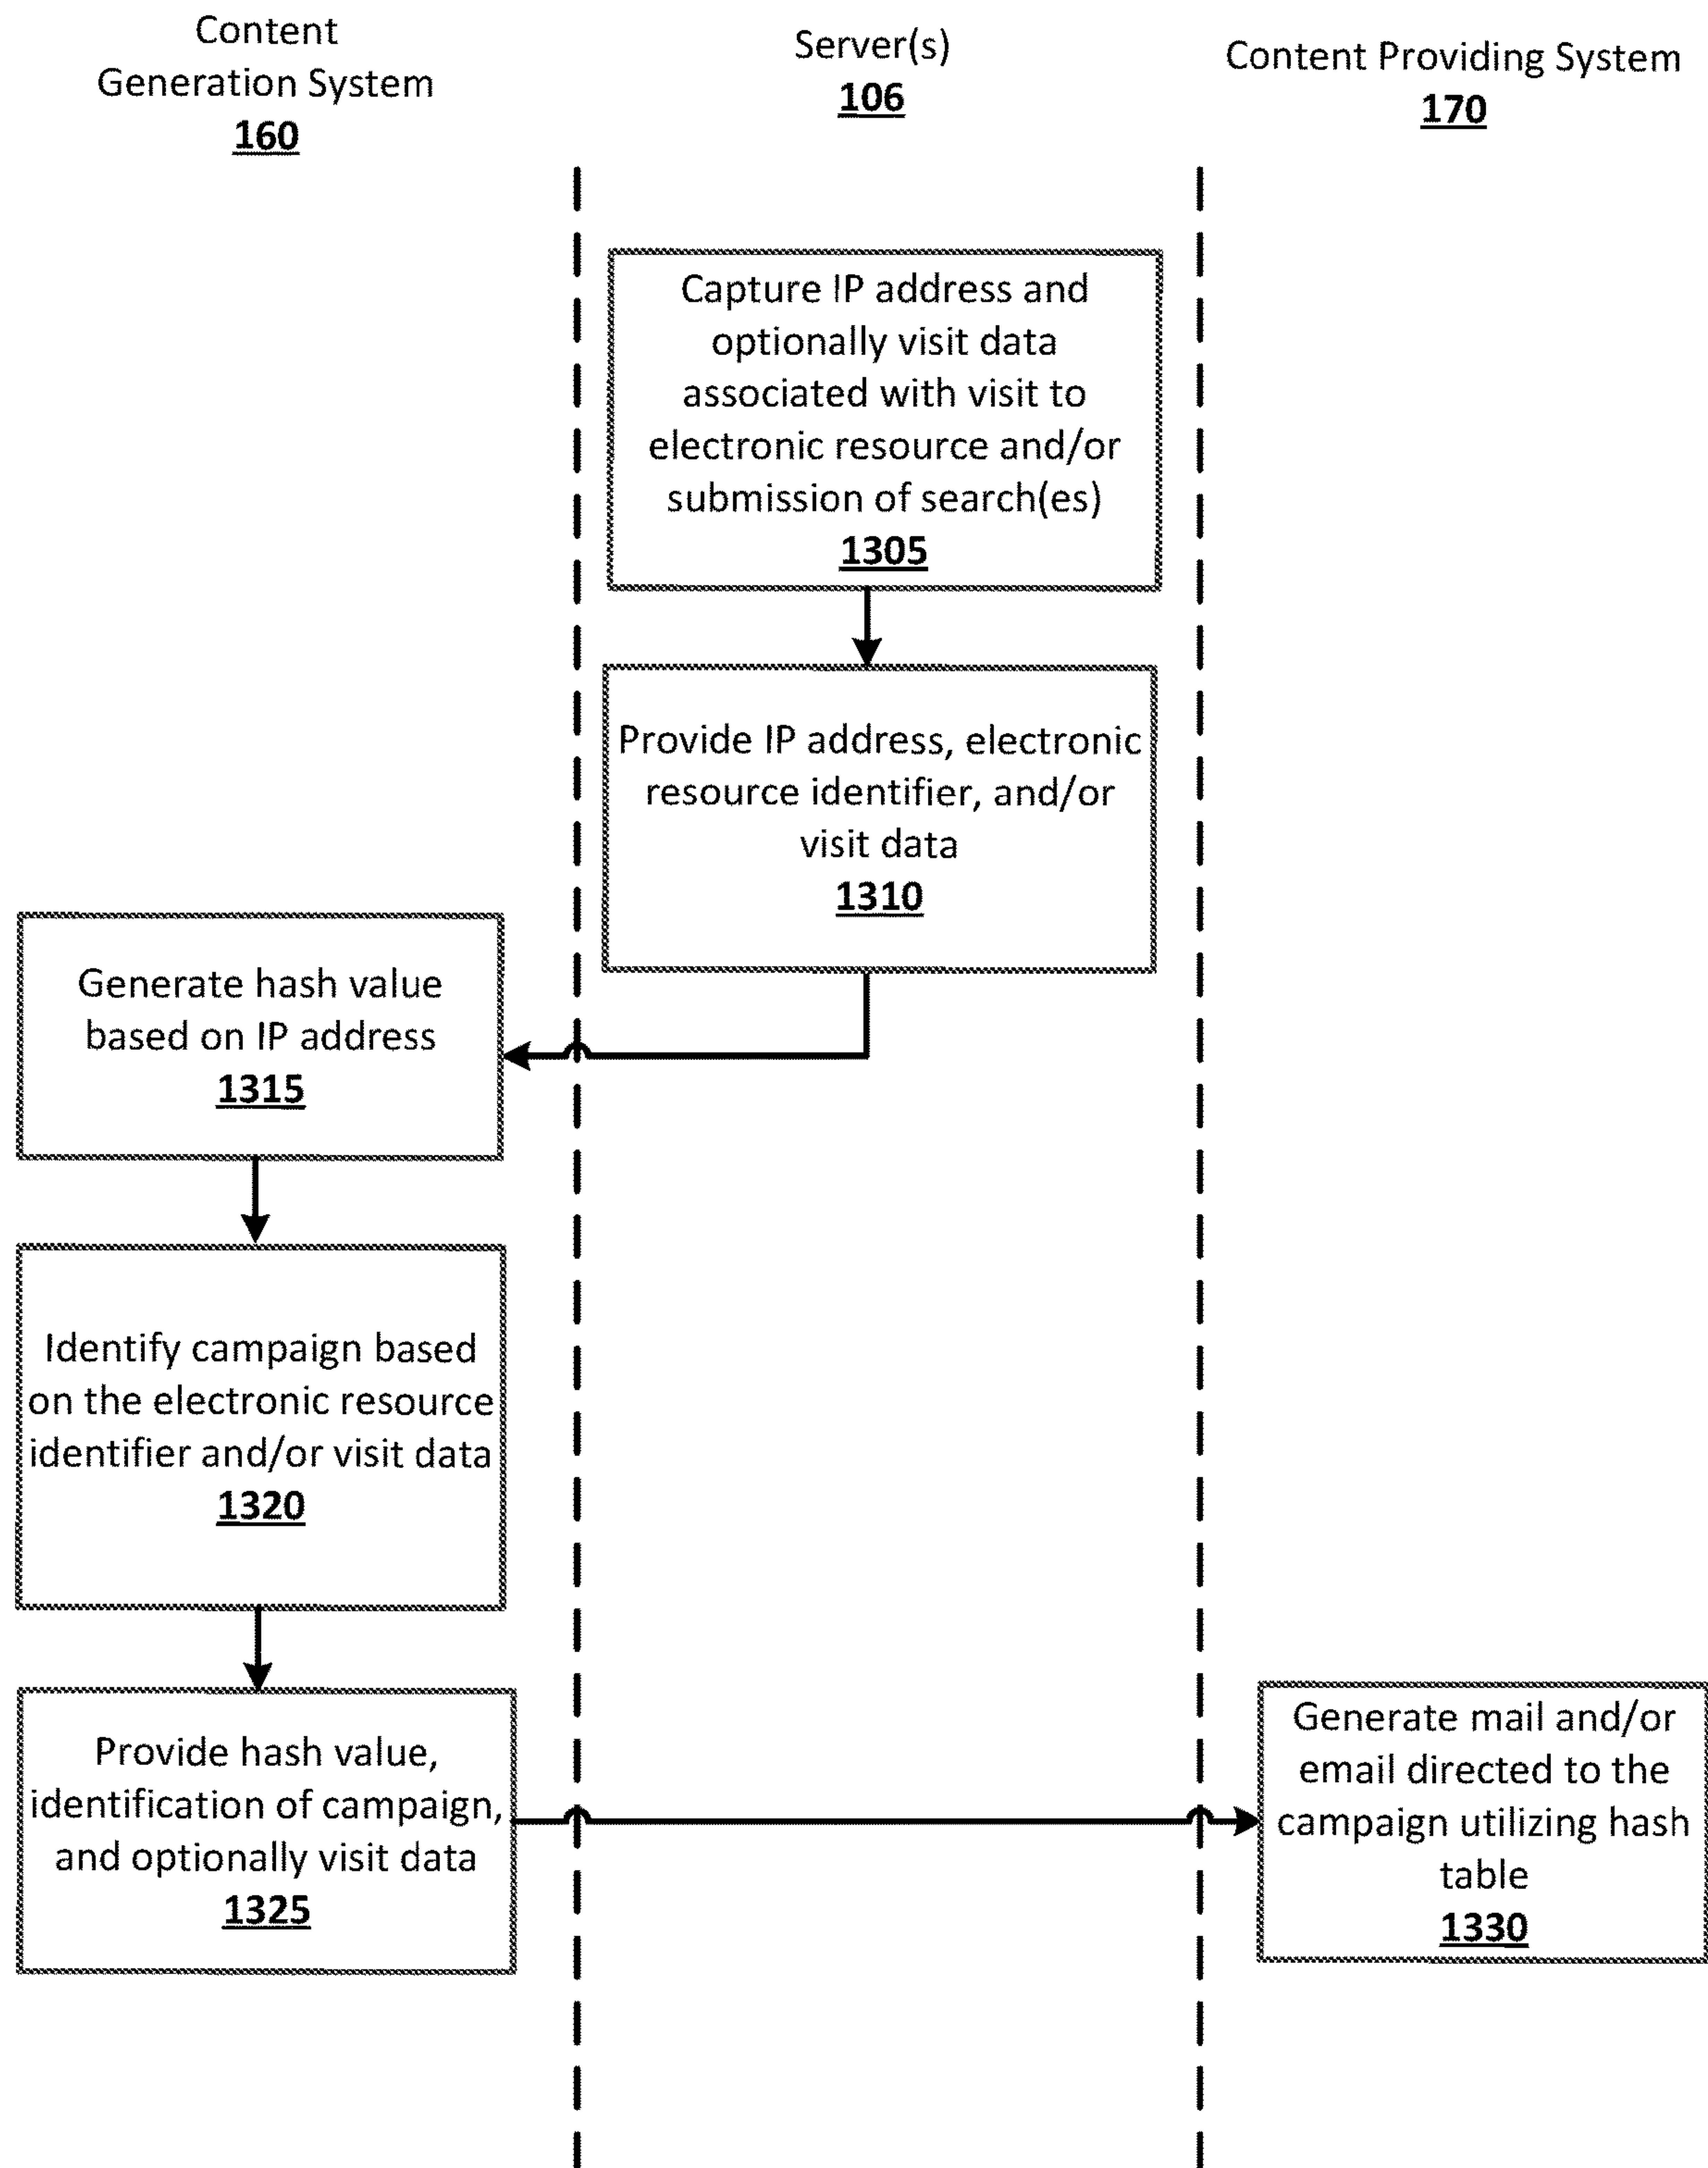 Content
Generation System
160
Server(s)
106
Content Providing System
170
Capture IP address and
optionally visit data
associated with visit to
electronic resource and/or
submission of search(es)
1305
Provide IP address, electronic
resource identifier, and/or
visit data
1310
Generate hash value
based on IP address
1315
Identify campaign based
on the electronic resource
identifier and/or visit data
1320
Provide hash value,
identification of campaign,
and optionally visit data
1325
Generate mail and/or
email directed to the
campaign utilizing hash
table
1330